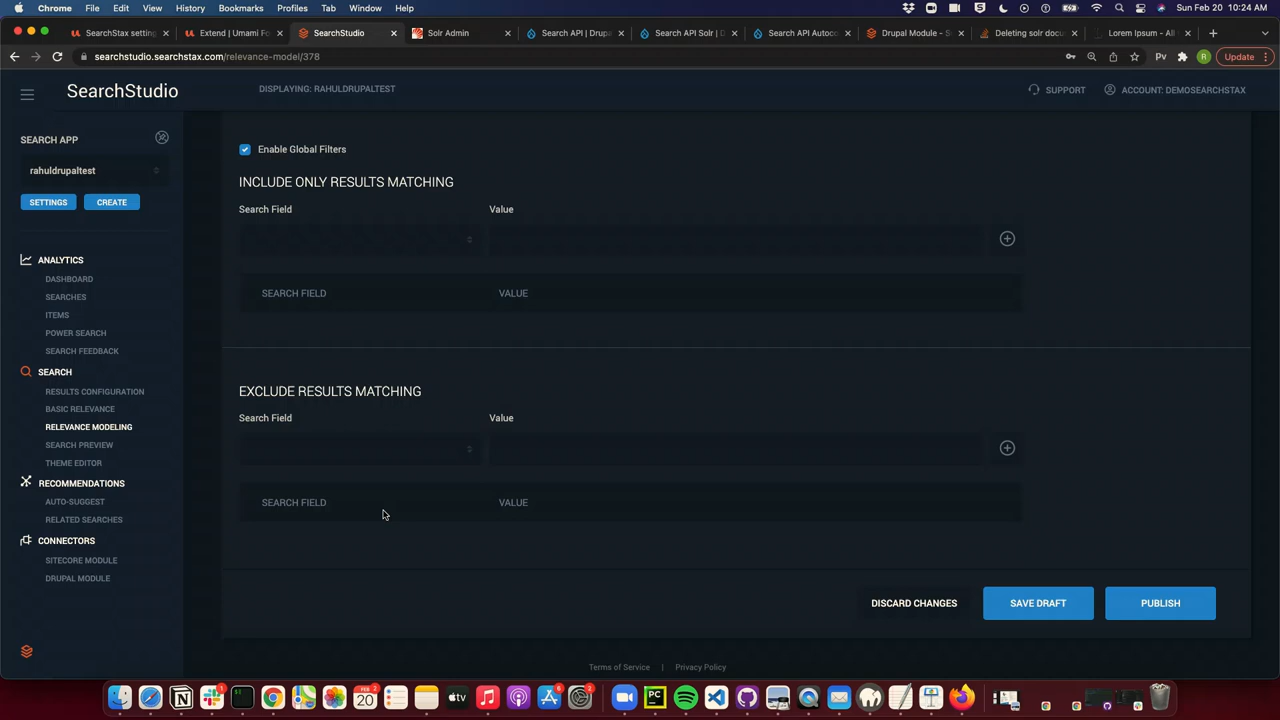 Chrome File Edit View History Bookmarks Profiles Tab Window Help
Sun Feb 20 10:24 AM
SearchStax settin
Extend | Umami Fo
SearchStudio
Solr Admin
Search API | Drupa
Search API Solr | D
Search API Autoco
Drupal Module - S
Deleting solr docum
Lorem Ipsum - All
searchstudio.searchstax.com/relevance-model/378
Pv
R
Update
SearchStudio
DISPLAYING: RAHULDRUPALTEST
SUPPORT
ACCOUNT: DEMOSEARCHSTAX
SEARCH APP
rahuldrupaltest
SETTINGS
CREATE
ANALYTICS
DASHBOARD
SEARCHES
ITEMS
POWER SEARCH
SEARCH FEEDBACK
SEARCH
RESULTS CONFIGURATION
BASIC RELEVANCE
RELEVANCE MODELING
SEARCH PREVIEW
THEME EDITOR
RECOMMENDATIONS
AUTO-SUGGEST
RELATED SEARCHES
CONNECTORS
SITECORE MODULE
DRUPAL MODULE
Enable Global Filters
INCLUDE ONLY RESULTS MATCHING
Search Field
Value
SEARCH FIELD
VALUE
EXCLUDE RESULTS MATCHING
Search Field
Value
SEARCH FIELD
VALUE
DISCARD CHANGES
SAVE DRAFT
PUBLISH
Terms of Service | Privacy Policy